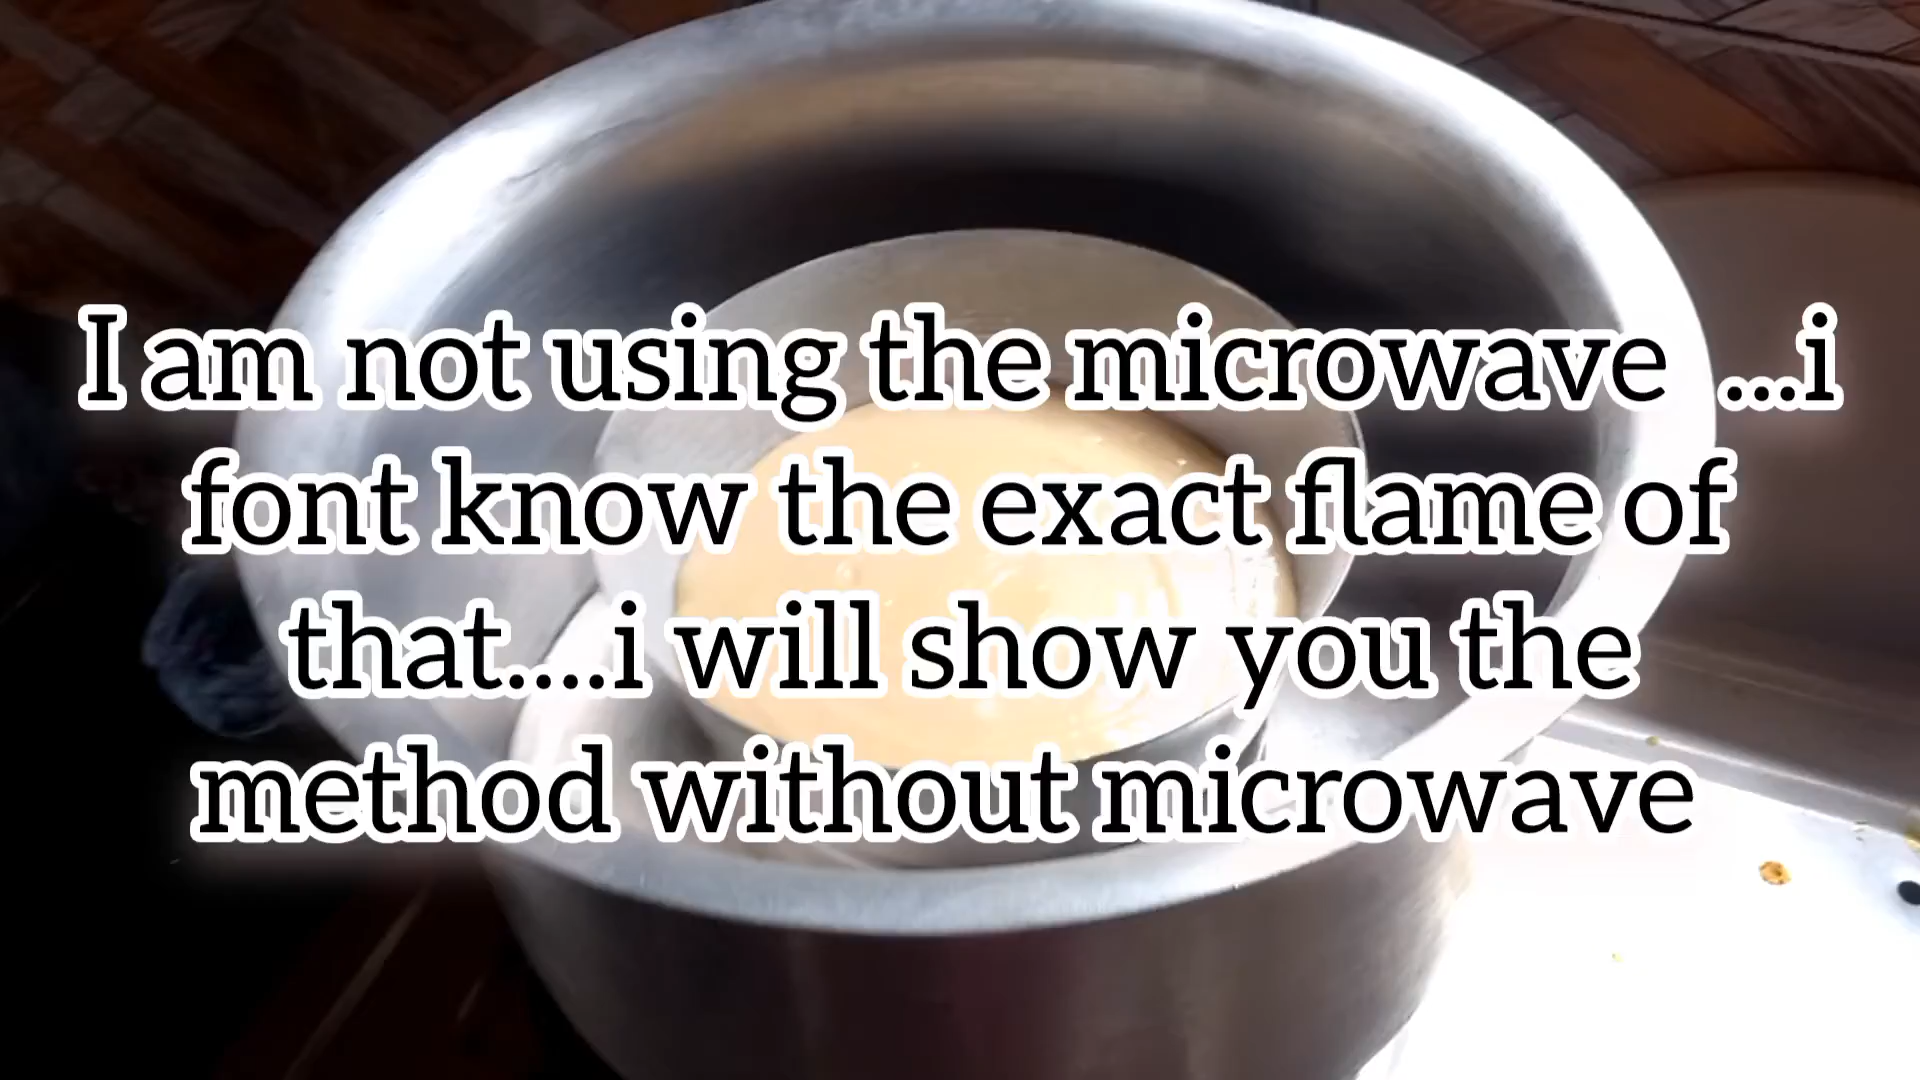 I am not using the microwave ...i
font know the exact flame of
that....i will show you the
method without microwave